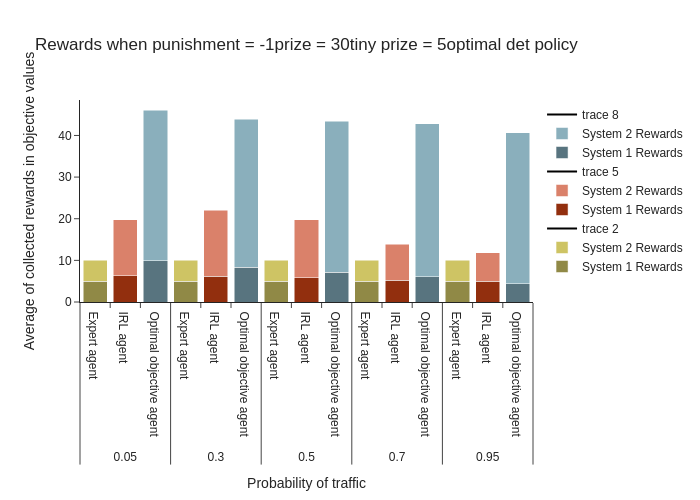 Rewards when punishment = -1prize = 30tiny prize = 5optimal det policy
Average of collected rewards in objective values
40
30
20
10
0
trace 8
System 2 Rewards
System 1 Rewards
trace 5
System 2 Rewards
System 1 Rewards
trace 2
System 2 Rewards
System 1 Rewards
Expert agent
IRL agent
Optimal objective agent
Expert agent
IRL agent
Optimal objective agent
Expert agent
IRL agent
Optimal objective agent
Expert agent
IRL agent
Optimal objective agent
Expert agent
IRL agent
Optimal objective agent
0.05
0.3
0.5
0.7
0.95
Probability of traffic